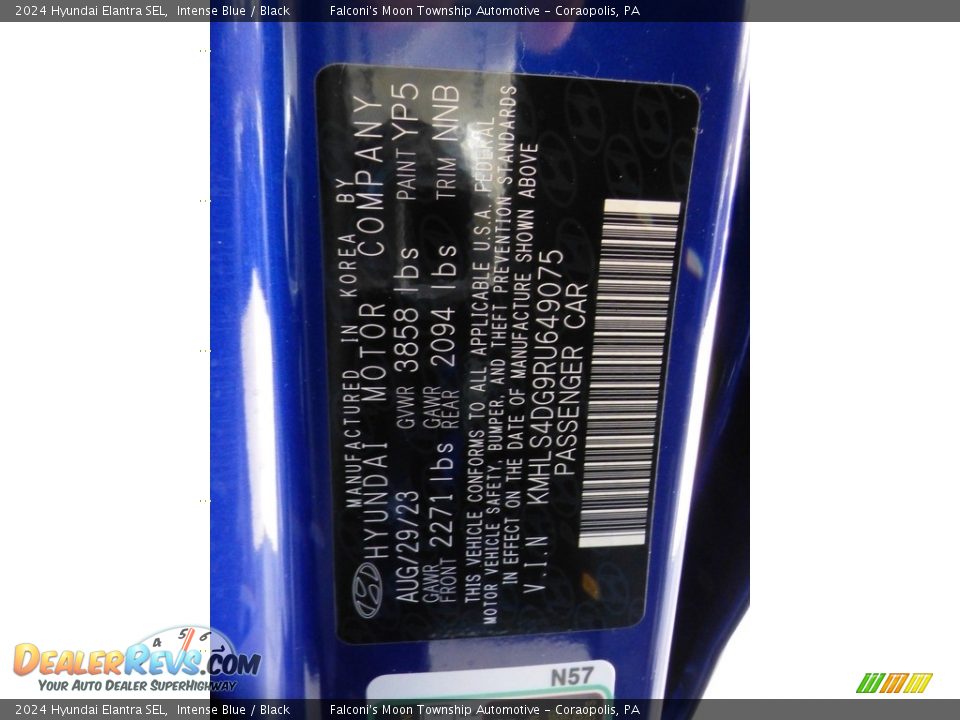 2024 Hyundai Elantra SEL, Intense Blue / Black Falconi's Moon Township Automotive - Coraopolis, PA
MANUFACTURED IN KOREA BY
HYUNDAI MOTOR COMPANY
AUG/29/23 GVWR 3858 lbs PAINT YP5
GAWR FRONT 2271 lbs GAWR REAR 2094 lbs TRIM NNB
THIS VEHICLE CONFORMS TO ALL APPLICABLE U.S.A. FEDERAL
MOTOR VEHICLE SAFETY, BUMPER, AND THEFT PREVENTION STANDARDS
IN EFFECT ON THE DATE OF MANUFACTURE SHOWN ABOVE
V.I.N KMHLS4DG9RU649075
PASSENGER CAR
N57
4 5 6
DEALERREVS.COM
YOUR AUTO DEALER SUPERHIGHWAY
2024 Hyundai Elantra SEL, Intense Blue / Black Falconi's Moon Township Automotive - Coraopolis, PA